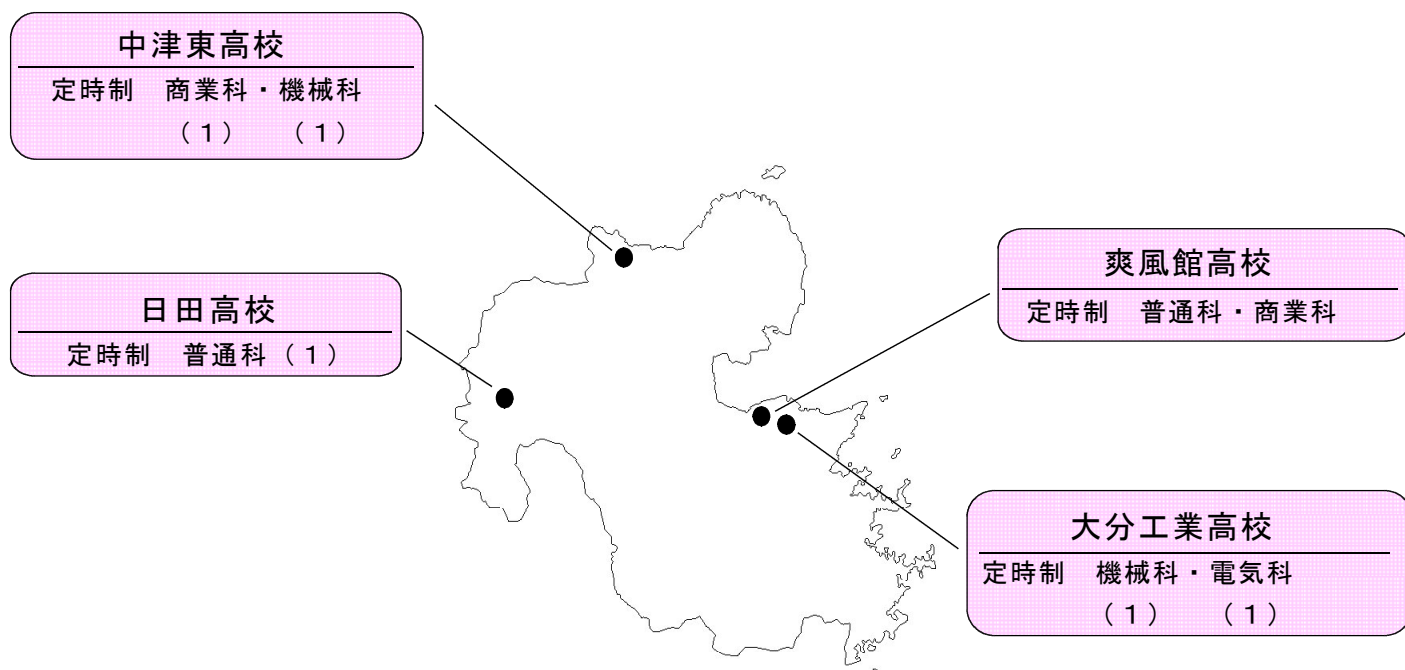 中津東高校
定時制　商業科・機械科
（１）　（１）
日田高校
定時制　普通科（１）
爽風館高校
定時制　普通科・商業科
大分工業高校
定時制　機械科・電気科
（１）　（１）